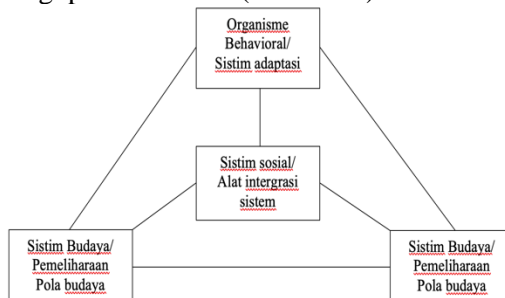 Organisme
Behavioral/
Sistim adaptasi
Sistim sosial/
Alat intergrasi
sistem
Sistim Budaya/
Pemeliharaan
Pola budaya
Sistim Budaya/
Pemeliharaan
Pola budaya